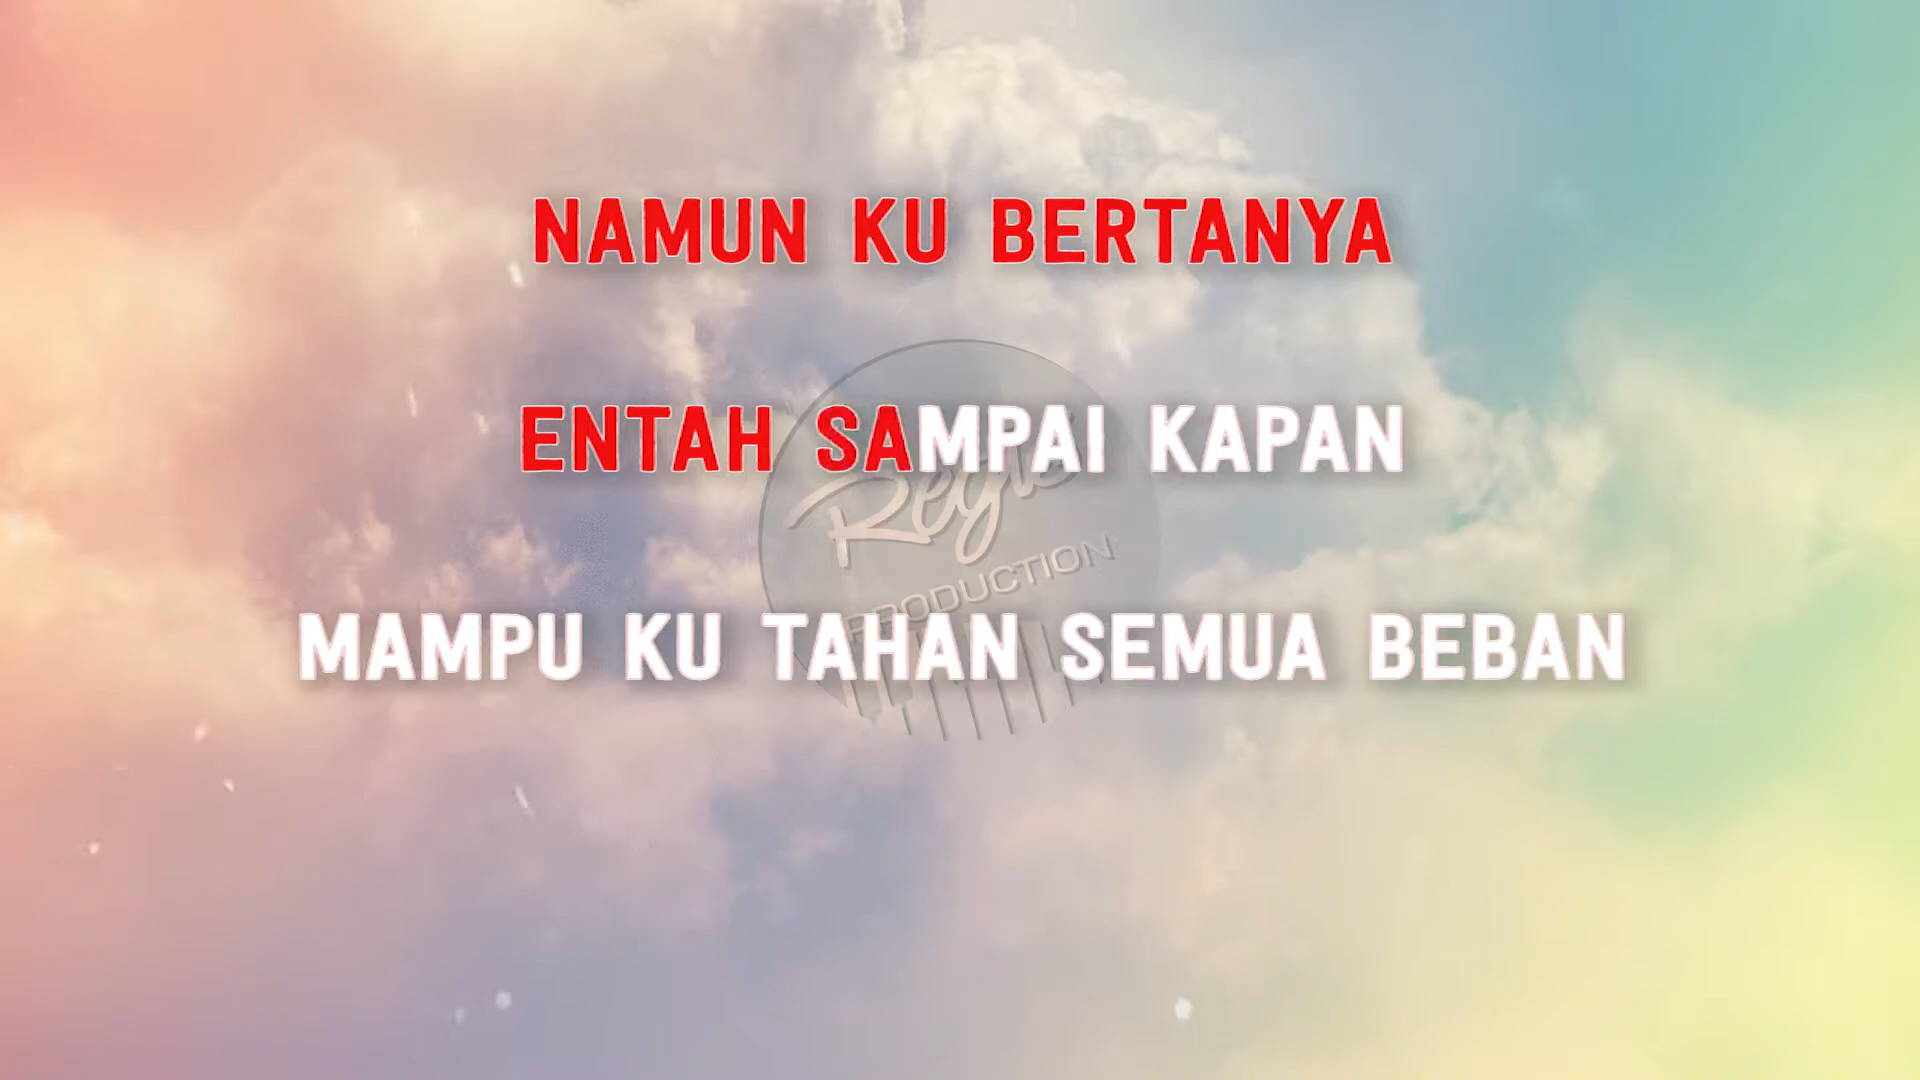 NAMUN KU BERTANYA
ENTAH SAMPAI KAPAN
MAMPU KU TAHAN SEMUA BEBAN
PRODUCTION